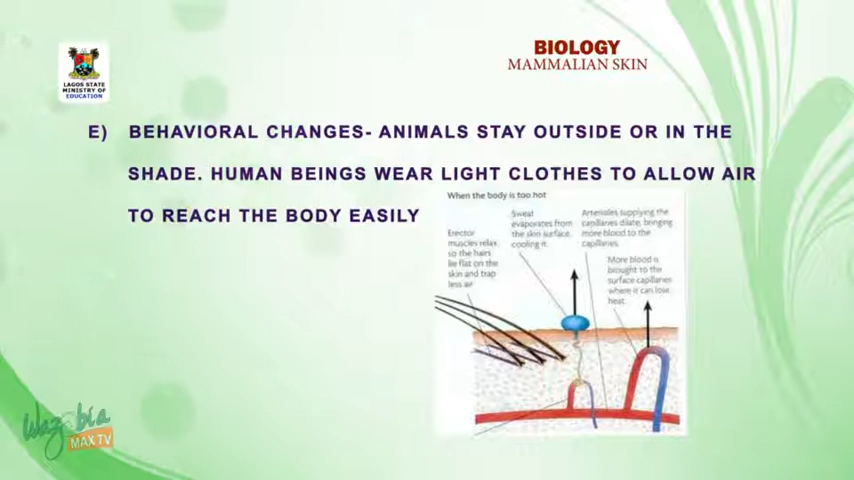 LAGOS STATE
MINISTRY OF
EDUCATION
BIOLOGY
MAMMALIAN SKIN
E) BEHAVIORAL CHANGES- ANIMALS STAY OUTSIDE OR IN THE
SHADE. HUMAN BEINGS WEAR LIGHT CLOTHES TO ALLOW AIR
TO REACH THE BODY EASILY
When the body is too hot
Erector
muscles relax,
so the hairs
lie flat on the
skin and trap
less air
Sweat
evaporates from
the skin surface,
cooling it.
Arterioles supplying the
capillaries dilate, bringing
more blood to the
capillaries.
More blood is
brought to the
surface capillaries
where it can lose
heat.
Wazobia
MAX TV